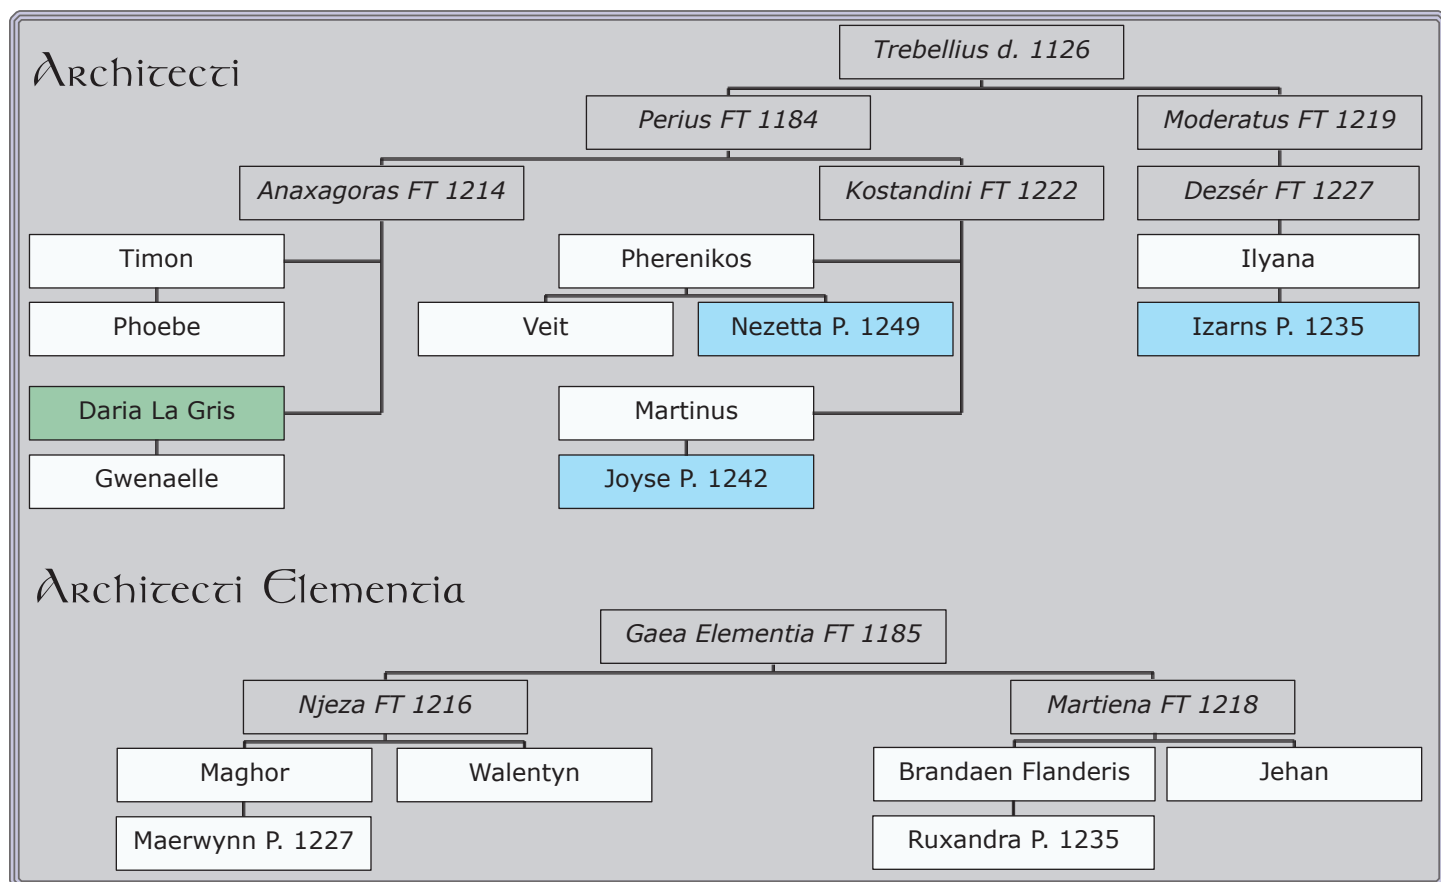 Architecti
Trebellius d. 1126
Perius FT 1184
Moderatus FT 1219
Anaxagoras FT 1214
Kostandini FT 1222
Dezsér FT 1227
Timon
Pherenikos
Ilyana
Phoebe
Veit
Nezetta P. 1249
Izarns P. 1235
Daria La Gris
Martinus
Gwenaelle
Joyse P. 1242
Architecti Elementia
Gaea Elementia FT 1185
Njeza FT 1216
Martiena FT 1218
Maghor
Walentyn
Brandaen Flanderis
Jehan
Maerwynn P. 1227
Ruxandra P. 1235